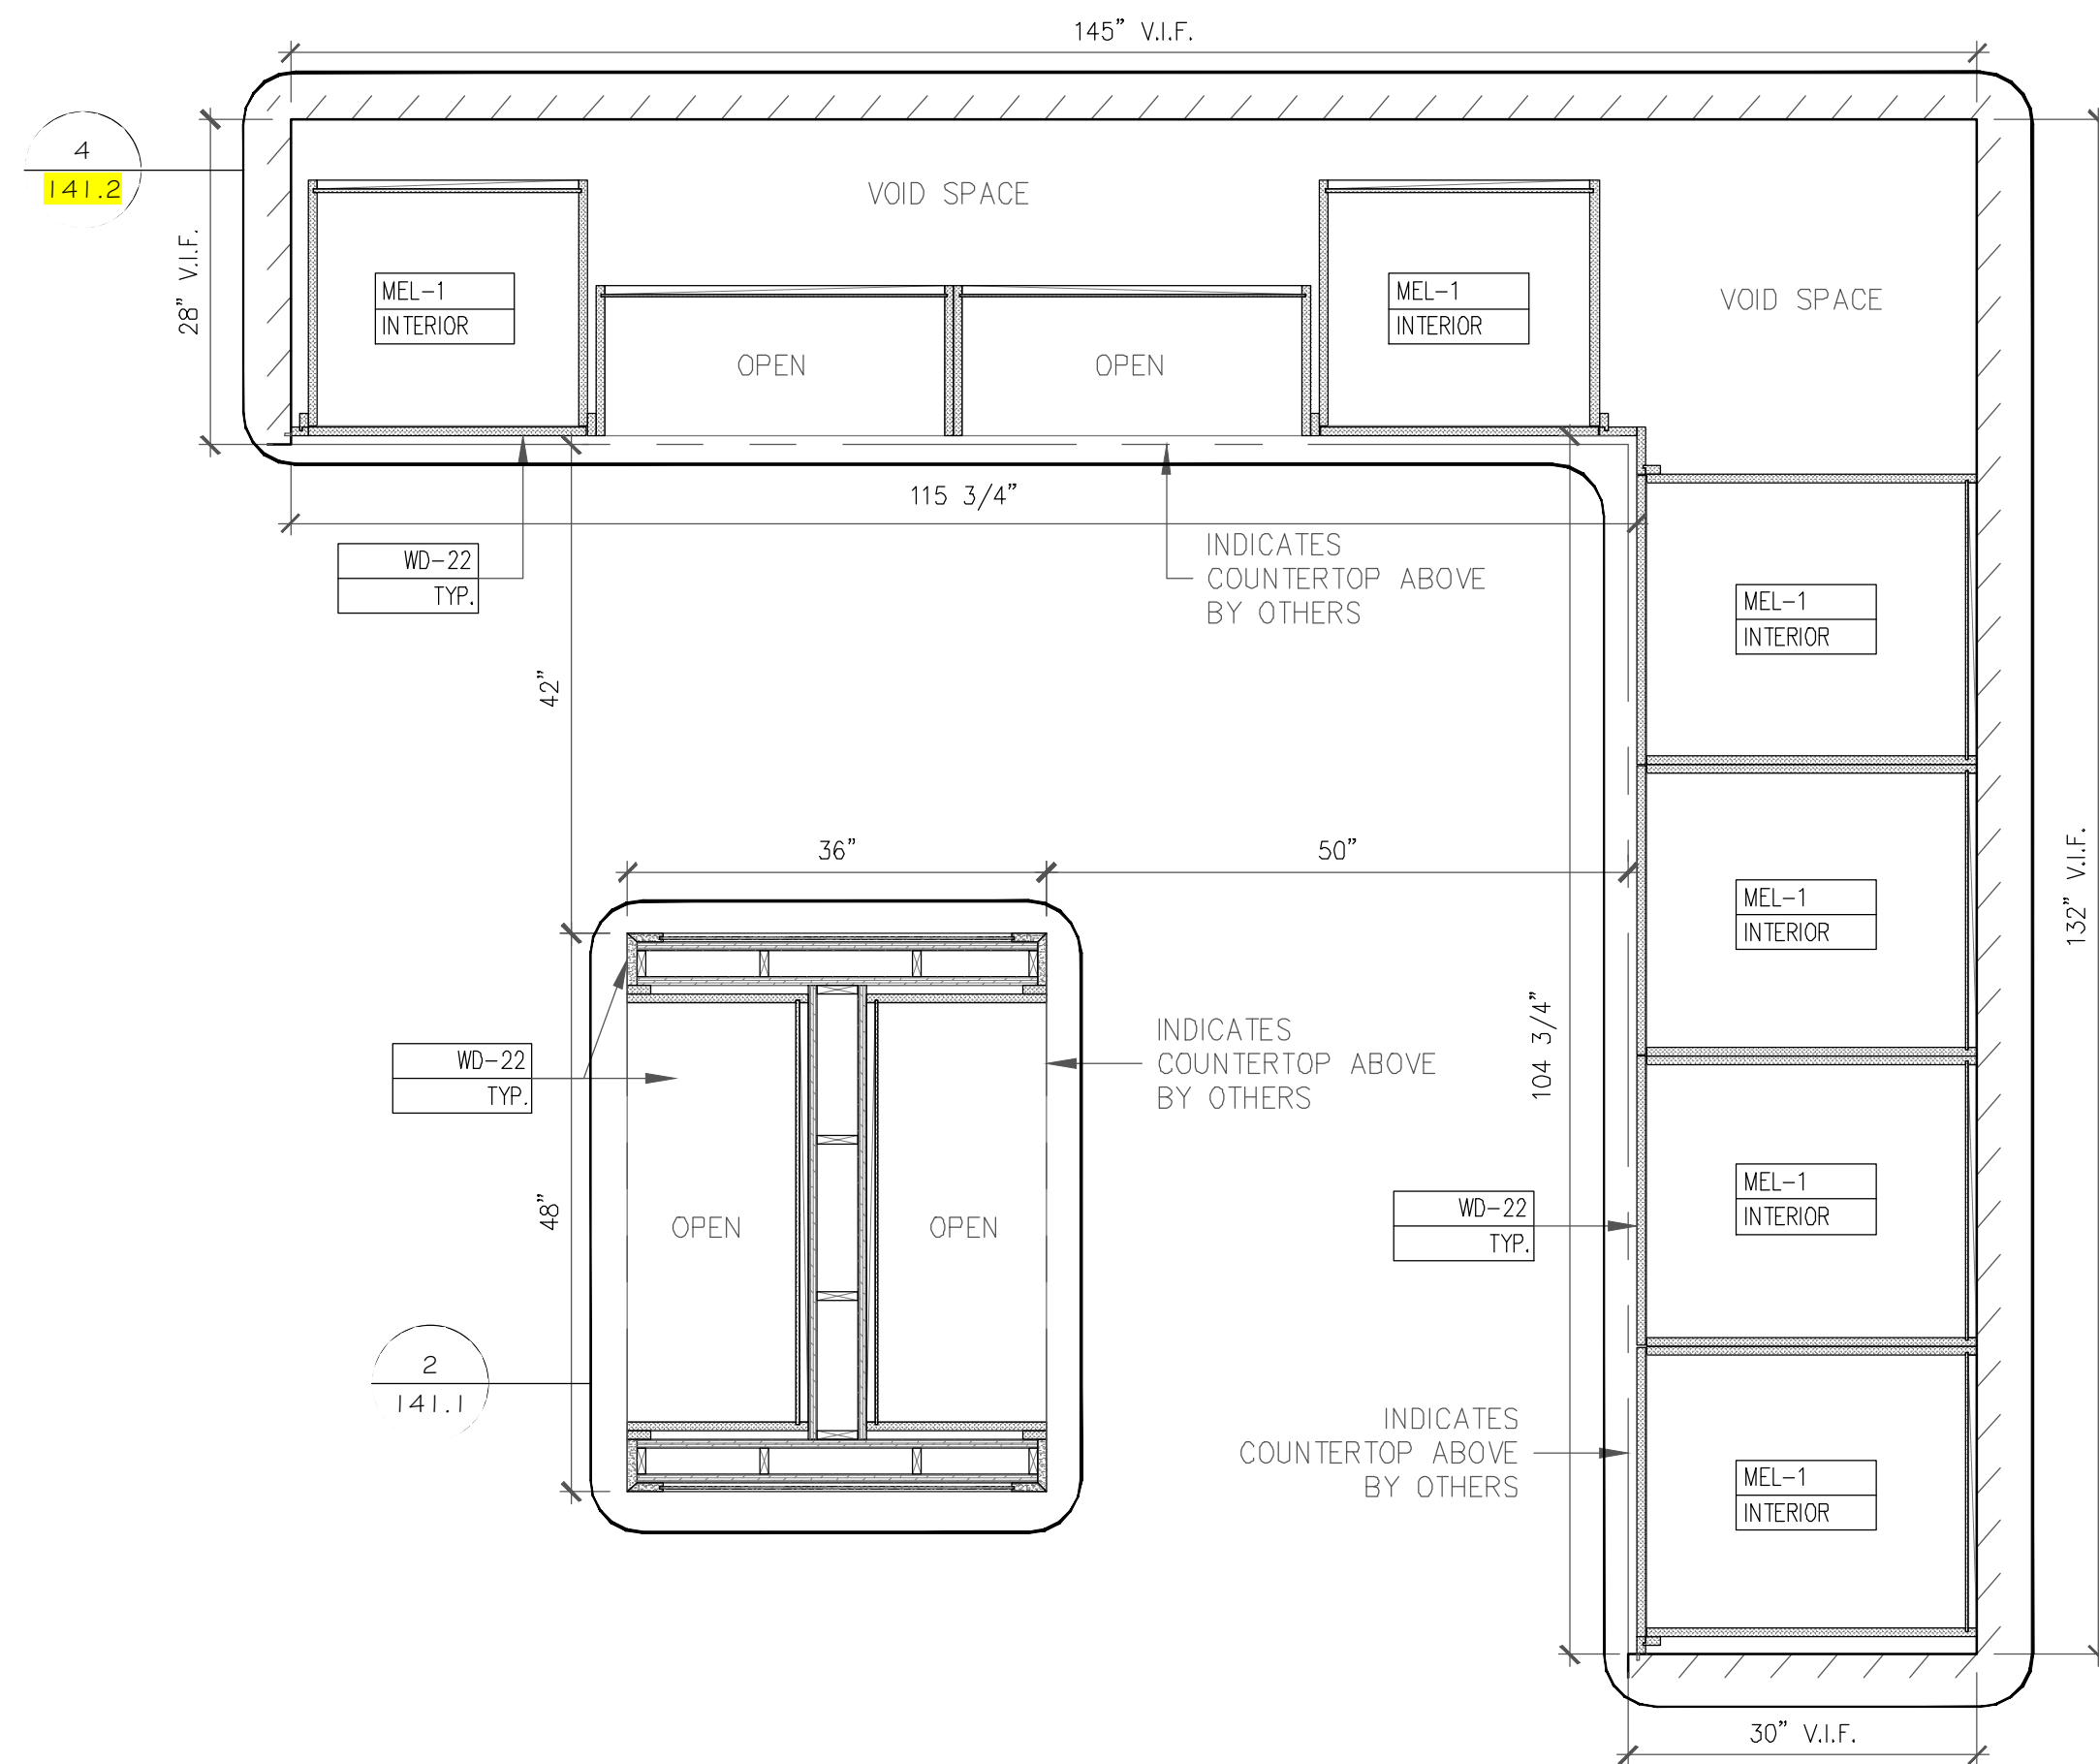 145" V.I.F.
4
141.2
28" V.I.F.
VOID SPACE
MEL-1
INTERIOR
OPEN
OPEN
MEL-1
INTERIOR
VOID SPACE
115 3/4"
WD-22
TYP.
INDICATES
COUNTERTOP ABOVE
BY OTHERS
42"
MEL-1
INTERIOR
36"
50"
MEL-1
INTERIOR
132" V.I.F.
WD-22
TYP.
INDICATES
COUNTERTOP ABOVE
BY OTHERS
104 3/4"
48"
OPEN
OPEN
WD-22
TYP.
MEL-1
INTERIOR
2
141.1
INDICATES
COUNTERTOP ABOVE
BY OTHERS
MEL-1
INTERIOR
30" V.I.F.